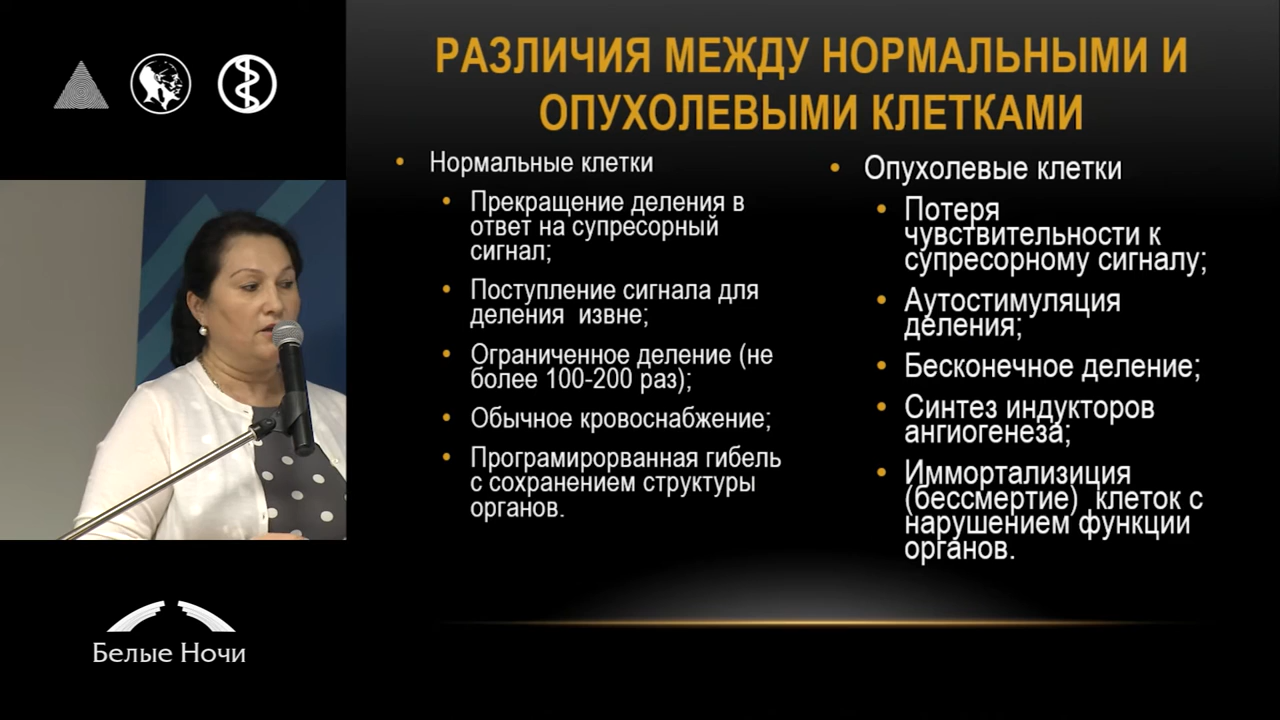 РАЗЛИЧИЯ МЕЖДУ НОРМАЛЬНЫМИ И
ОПУХОЛЕВЫМИ КЛЕТКАМИ
Нормальные клетки
Прекращение деления в
ответ на супресорный
сигнал;
Поступление сигнала для
деления извне;
Ограниченное деление (не
более 100-200 раз);
Обычное кровоснабжение;
Програмирорванная гибель
с сохранением структуры
органов.
Опухолевые клетки
Потеря
чувствительности к
супресорному сигналу;
Аутостимуляция
деления;
Бесконечное деление;
Синтез индукторов
ангиогенеза;
Иммортализиция
(бессмертие) клеток с
нарушением функции
органов.
Белые Ночи